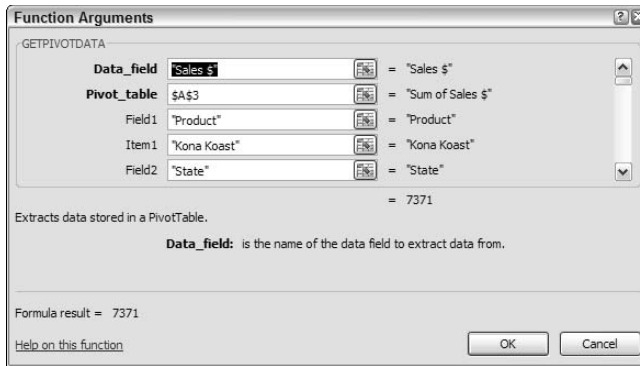 Function Arguments
GETPIVOTDATA
Data_field "Sales $" = "Sales $"
Pivot_table $A$3 = "Sum of Sales $"
Field1 "Product" = "Product"
Item1 "Kona Koast" = "Kona Koast"
Field2 "State" = "State"
= 7371
Extracts data stored in a PivotTable.
Data_field: is the name of the data field to extract data from.
Formula result = 7371
Help on this function OK Cancel